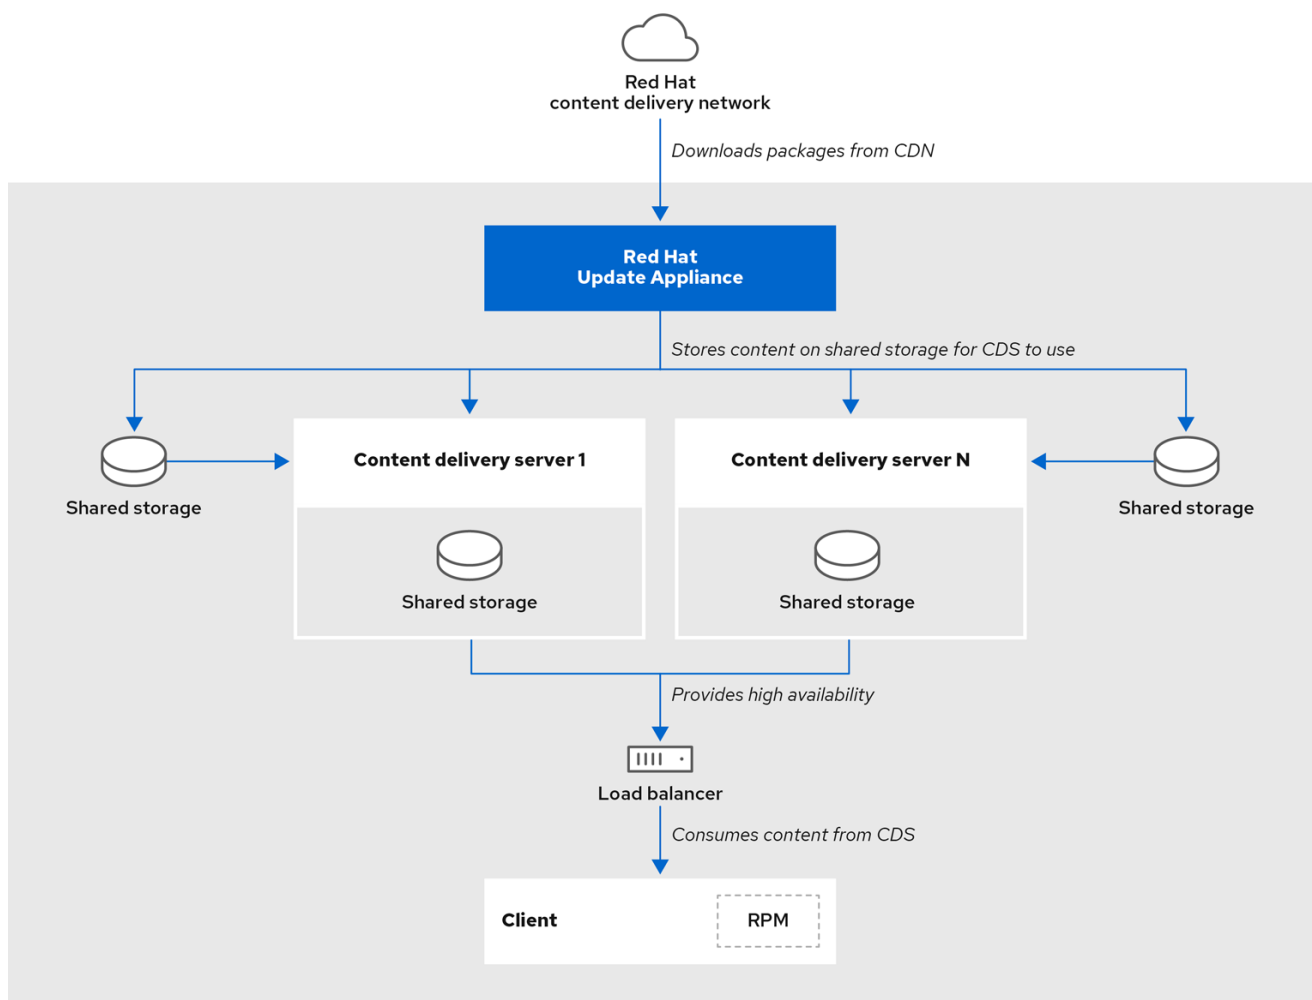 Red Hat
content delivery network
Downloads packages from CDN
Red Hat
Update Appliance
Stores content on shared storage for CDS to use
Content delivery server 1
Content delivery server N
Shared storage
Shared storage
Shared storage
Shared storage
Provides high availability
Load balancer
Consumes content from CDS
Client
RPM